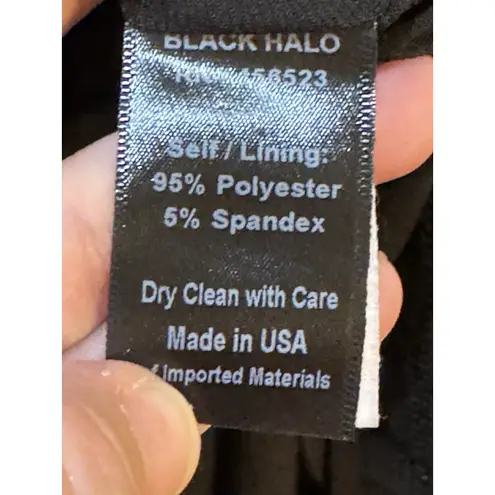 BLACK HALO
Self / Lining:
95% Polyester
5% Spandex
Dry Clean with Care
Made in USA
Imported Materials